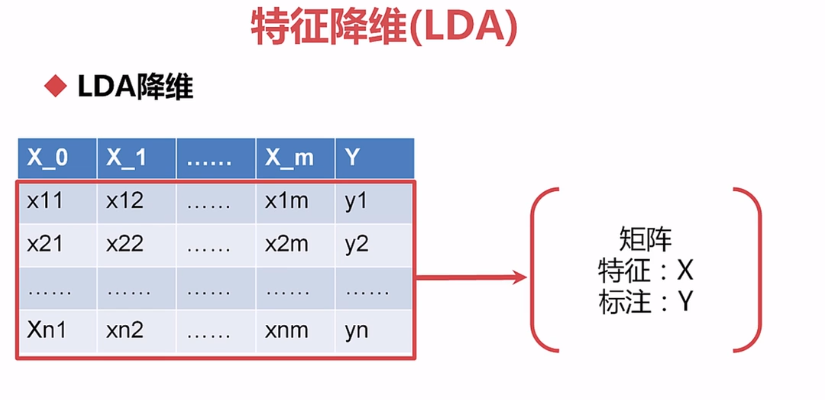 特征降维(LDA)
LDA降维
X_0 X_1 …… X_m Y
x11 x12 …… x1m y1
x21 x22 …… x2m y2
…… …… …… …… ……
Xn1 xn2 …… xnm yn
矩阵
特征：X
标注：Y